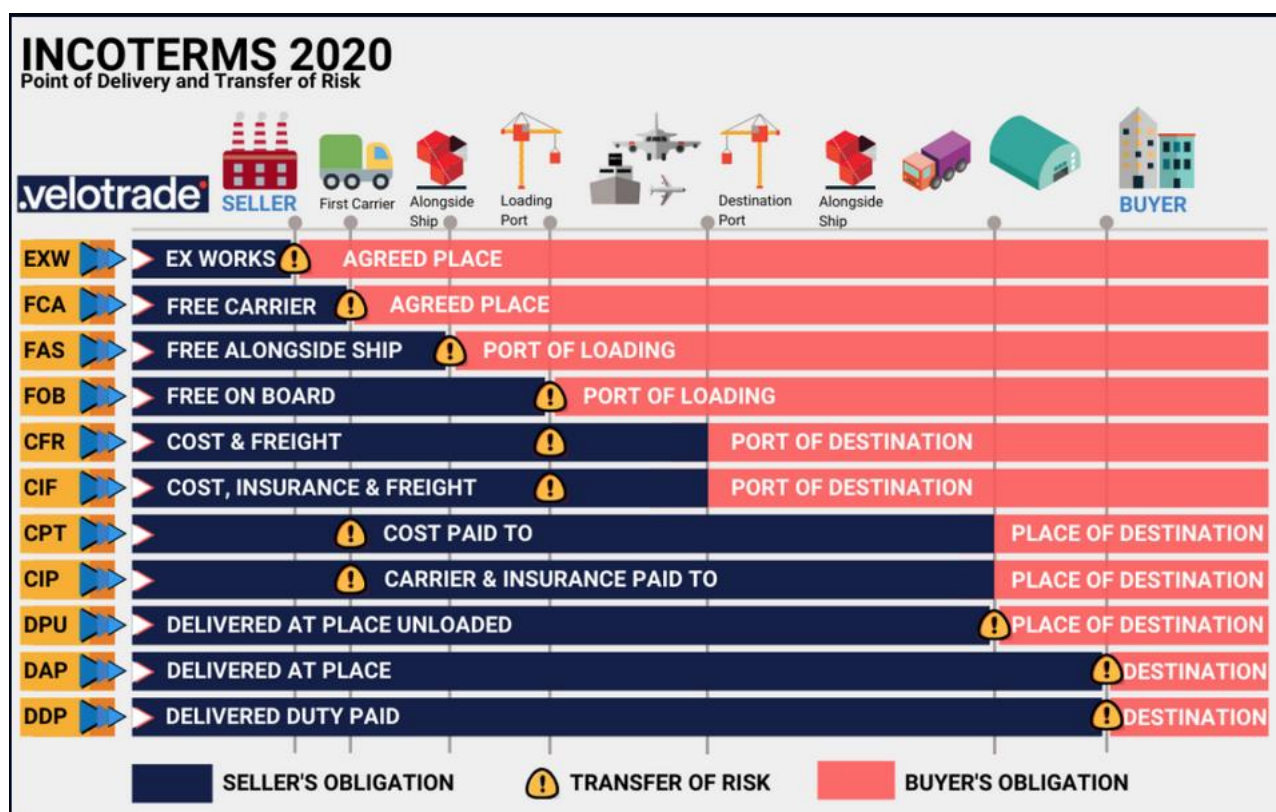 INCOTERMS 2020
Point of Delivery and Transfer of Risk
.velotrade
SELLER
First Carrier
Alongside
Ship
Loading
Port
Destination
Port
Alongside
Ship
BUYER
EXW EX WORKS AGREED PLACE
FCA FREE CARRIER AGREED PLACE
FAS FREE ALONGSIDE SHIP PORT OF LOADING
FOB FREE ON BOARD PORT OF LOADING
CFR COST & FREIGHT PORT OF DESTINATION
CIF COST, INSURANCE & FREIGHT PORT OF DESTINATION
CPT COST PAID TO PLACE OF DESTINATION
CIP CARRIER & INSURANCE PAID TO PLACE OF DESTINATION
DPU DELIVERED AT PLACE UNLOADED PLACE OF DESTINATION
DAP DELIVERED AT PLACE DESTINATION
DDP DELIVERED DUTY PAID DESTINATION
SELLER'S OBLIGATION TRANSFER OF RISK BUYER'S OBLIGATION